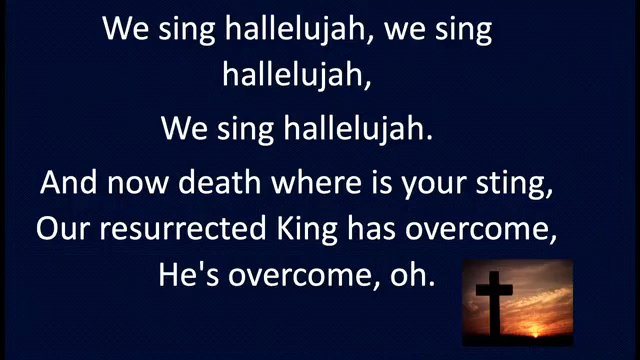 We sing hallelujah, we sing
hallelujah,
We sing hallelujah.
And now death where is your sting,
Our resurrected King has overcome,
He's overcome, oh.